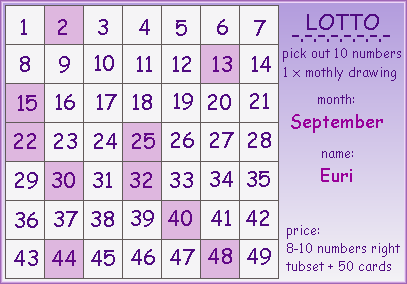 1 2 3 4 5 6 7
8 9 10 11 12 13 14
15 16 17 18 19 20 21
22 23 24 25 26 27 28
29 30 31 32 33 34 35
36 37 38 39 40 41 42
43 44 45 46 47 48 49
LOTTO
pick out 10 numbers
1 x mothly drawing
month:
September
name:
Euri
price:
8-10 numbers right
tubset + 50 cards